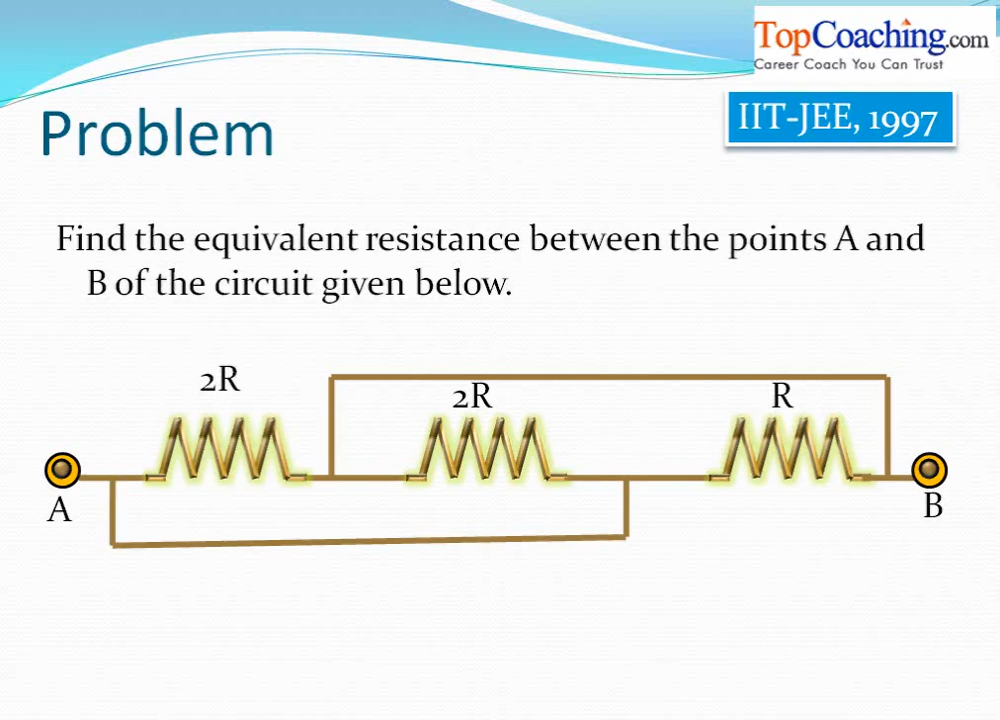 TopCoaching.com
Career Coach You Can Trust
IIT-JEE, 1997
Problem
Find the equivalent resistance between the points A and
B of the circuit given below.
2R
2R
R
A
B